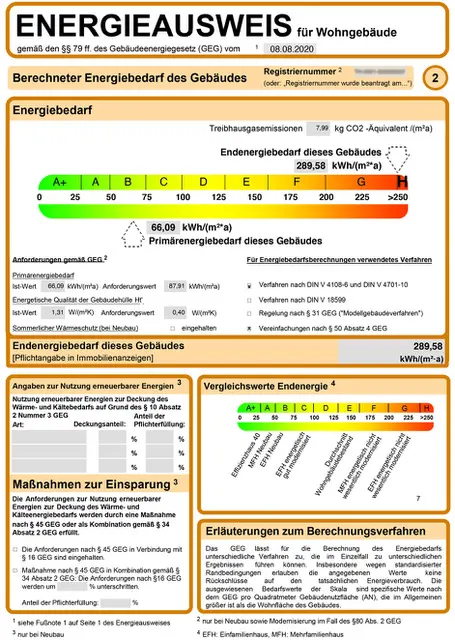 ENERGIEAUSWEIS für Wohngebäude
gemäß den §§ 79 ff. des Gebäudeenergiegesetz (GEG) vom 1 08.08.2020
Berechneter Energiebedarf des Gebäudes
Registriernummer 2
(oder: „Registriernummer wurde beantragt am...")
2
Energiebedarf
Treibhausgasemissionen 7,99 kg CO2 -Äquivalent /(m²a)
Endenergiebedarf dieses Gebäudes
289,58 kWh/(m²*a)
A+ A B C D E F G H
0 25 50 75 100 125 150 175 200 225 >250
66,09 kWh/(m²*a)
Primärenergiebedarf dieses Gebäudes
Anforderungen gemäß GEG 2
Für Energiebedarfsberechnungen verwendetes Verfahren
Primärenergiebedarf
Ist-Wert 66,09 kWh/(m²a) Anforderungswert 87,91 kWh/(m²a)
Verfahren nach DIN V 4108-6 und DIN V 4701-10
Energetische Qualität der Gebäudehülle Hf'
Verfahren nach DIN V 18599
Ist-Wert 1,31 W/(m²K) Anforderungswert 0,40 W/(m²K)
Regelung nach § 31 GEG ("Modellgebäudeverfahren")
Sommerlicher Wärmeschutz (bei Neubau) eingehalten
Vereinfachungen nach § 50 Absatz 4 GEG
Endenergiebedarf dieses Gebäudes
[Pflichtangabe in Immobilienanzeigen]
289,58
kWh/(m²·a)
Angaben zur Nutzung erneuerbarer Energien 3
Nutzung erneuerbarer Energien zur Deckung des
Wärme- und Kältebedarfs auf Grund des § 10 Absatz
2 Nummer 3 GEG
Art: Deckungsanteil: Anteil der Pflichterfüllung:
% %
% %
% %
Maßnahmen zur Einsparung 3
Die Anforderungen zur Nutzung erneuerbarer
Energien zur Deckung des Wärme- und
Kälteenergiebedarfs werden durch eine Maßnahme
nach § 45 GEG oder als Kombination gemäß § 34
Absatz 2 GEG erfüllt.
Die Anforderungen nach § 45 GEG in Verbindung mit
§ 16 GEG sind eingehalten.
Maßnahme nach § 45 GEG in Kombination gemäß §
34 Absatz 2 GEG: Die Anforderungen nach §16 GEG
werden um % unterschritten.
Anteil der Pflichterfüllung: %
Vergleichswerte Endenergie 4
A+ A B C D E F G H
0 25 50 75 100 125 150 175 200 225 >250
Effizienzhaus 40
MFH Neubau
EFH Neubau
EFH energetisch
gut modernisiert
Durchschnitt
Wohngebäudebestand
MFH energetisch nicht
wesentlich modernisiert
EFH energetisch nicht
wesentlich modernisiert
7
Erläuterungen zum Berechnungsverfahren
Das GEG lässt für die Berechnung des Energiebedarfs
unterschiedliche Verfahren zu, die im Einzelfall zu unterschiedlichen
Ergebnissen führen können. Insbesondere wegen standardisierter
Randbedingungen erlauben die angegebenen Werte keine
Rückschlüsse auf den tatsächlichen Energieverbrauch. Die
ausgewiesenen Bedarfswerte der Skala sind spezifische Werte nach
dem GEG pro Quadratmeter Gebäudenutzfläche (AN), die im Allgemeinen
größer ist als die Wohnfläche des Gebäudes.
1 siehe Fußnote 1 auf Seite 1 des Energieausweises
2 nur bei Neubau sowie Modernisierung im Fall des §80 Abs. 2 GEG
3 nur bei Neubau
4 EFH: Einfamilienhaus, MFH: Mehrfamilienhaus